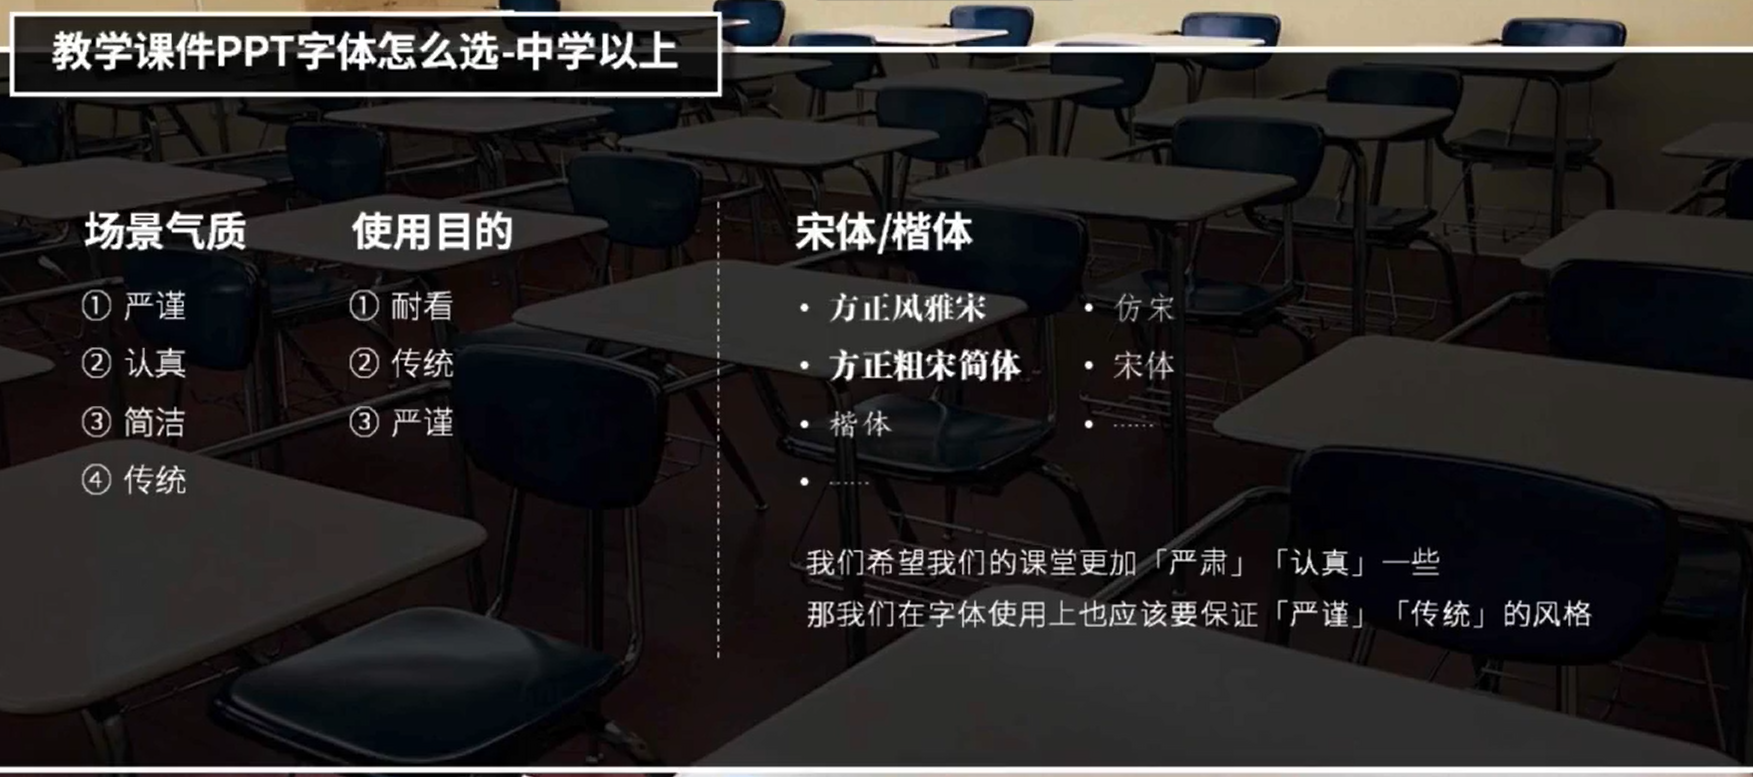 教学课件PPT字体怎么选-中学以上
场景气质
① 严谨
② 认真
③ 简洁
④ 传统
使用目的
① 耐看
② 传统
③ 严谨
宋体/楷体
• 方正风雅宋
• 方正粗宋简体
• 楷体
• ……
• 仿宋
• 宋体
• ……
我们希望我们的课堂更加「严肃」「认真」一些
那我们在字体使用上也应该要保证「严谨」「传统」的风格